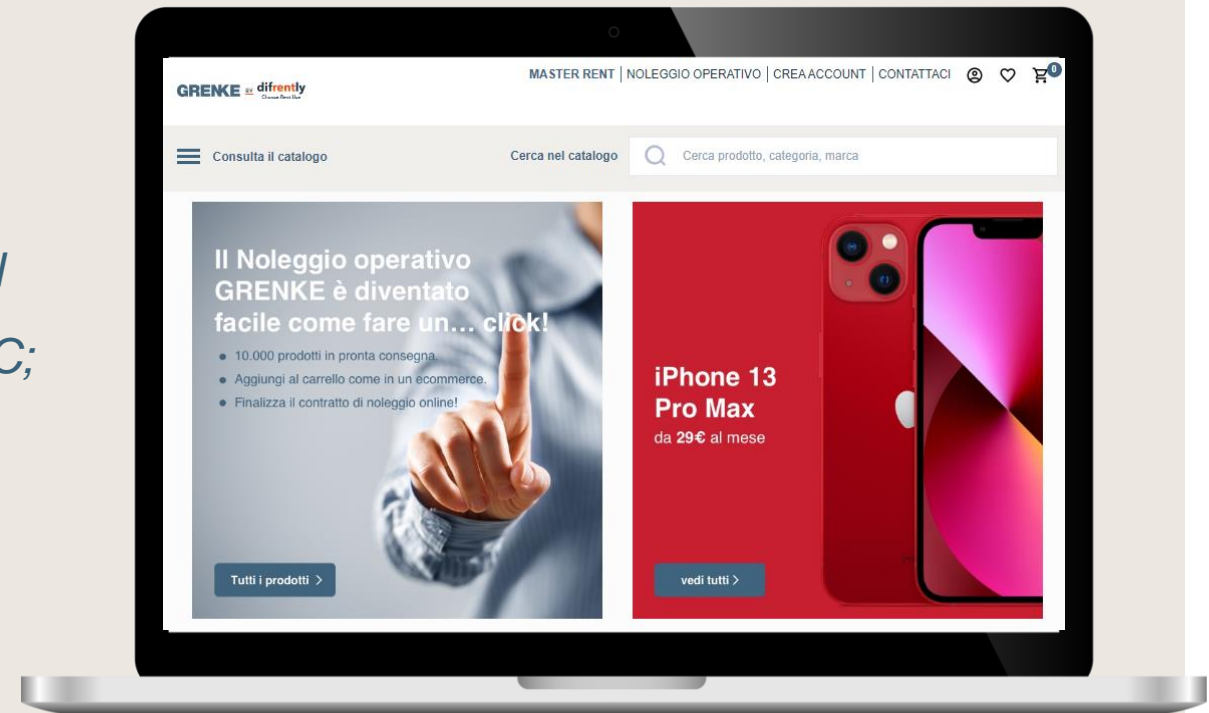 GRENKE BY difrently
Choose Rent Use
MASTER RENT | NOLEGGIO OPERATIVO | CREA ACCOUNT | CONTATTACI
0
Consulta il catalogo
Cerca nel catalogo
Cerca prodotto, categoria, marca
Il Noleggio operativo
GRENKE è diventato
facile come fare un... click!
• 10.000 prodotti in pronta consegna.
• Aggiungi al carrello come in un ecommerce.
• Finalizza il contratto di noleggio online!
Tutti i prodotti >
iPhone 13
Pro Max
da 29€ al mese
vedi tutti >
C;